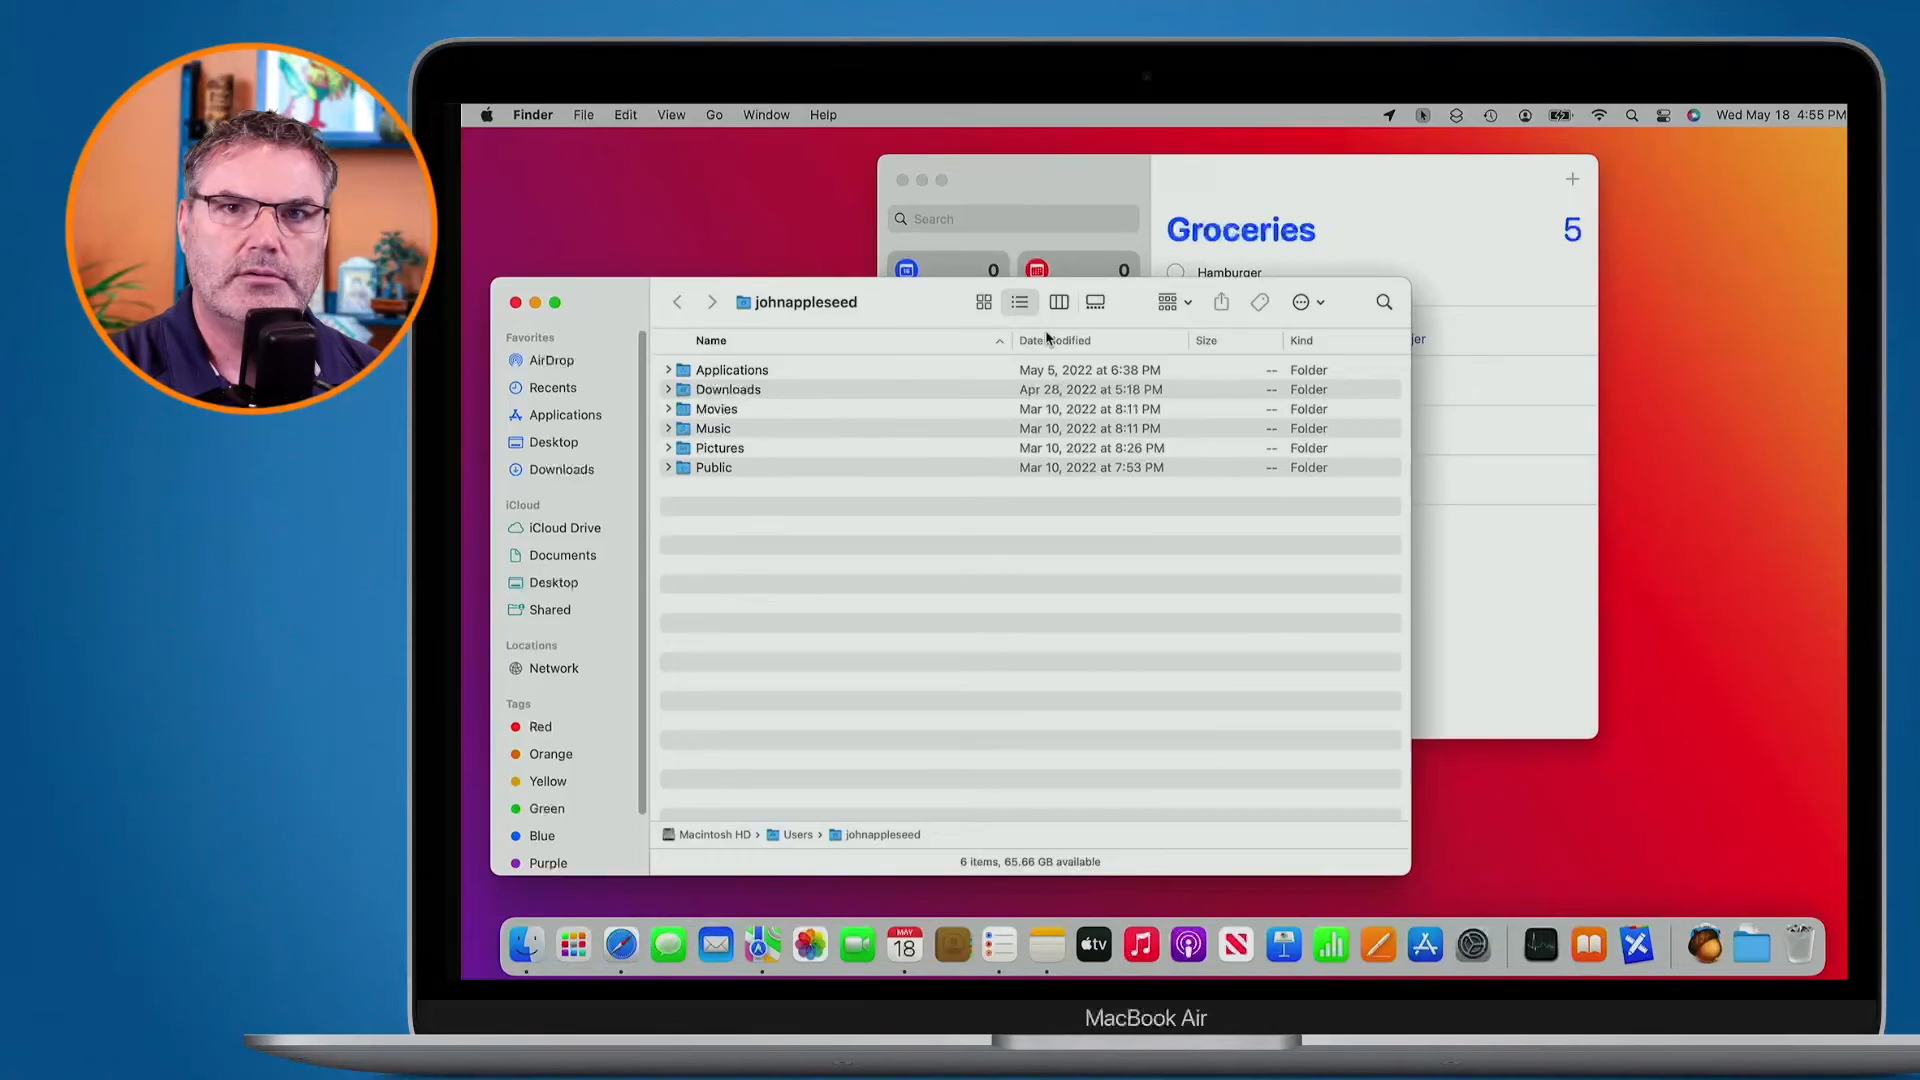 Finder File Edit View Go Window Help Wed May 18 4:55 PM
Search
0 0
Groceries 5
Hamburger
johnappleseed
Name Size Kind
Applications May 5, 2022 at 6:38 PM -- Folder
Downloads Apr 28, 2022 at 5:18 PM -- Folder
Movies Mar 10, 2022 at 8:11 PM -- Folder
Music Mar 10, 2022 at 8:11 PM -- Folder
Pictures Mar 10, 2022 at 8:26 PM -- Folder
Public Mar 10, 2022 at 7:53 PM -- Folder
Favorites
AirDrop
Recents
Applications
Desktop
Downloads
iCloud
iCloud Drive
Documents
Desktop
Shared
Locations
Network
Tags
Red
Orange
Yellow
Green
Blue
Purple
Macintosh HD › Users › johnappleseed
6 items, 65.66 GB available
MAY
18
tv
MacBook Air